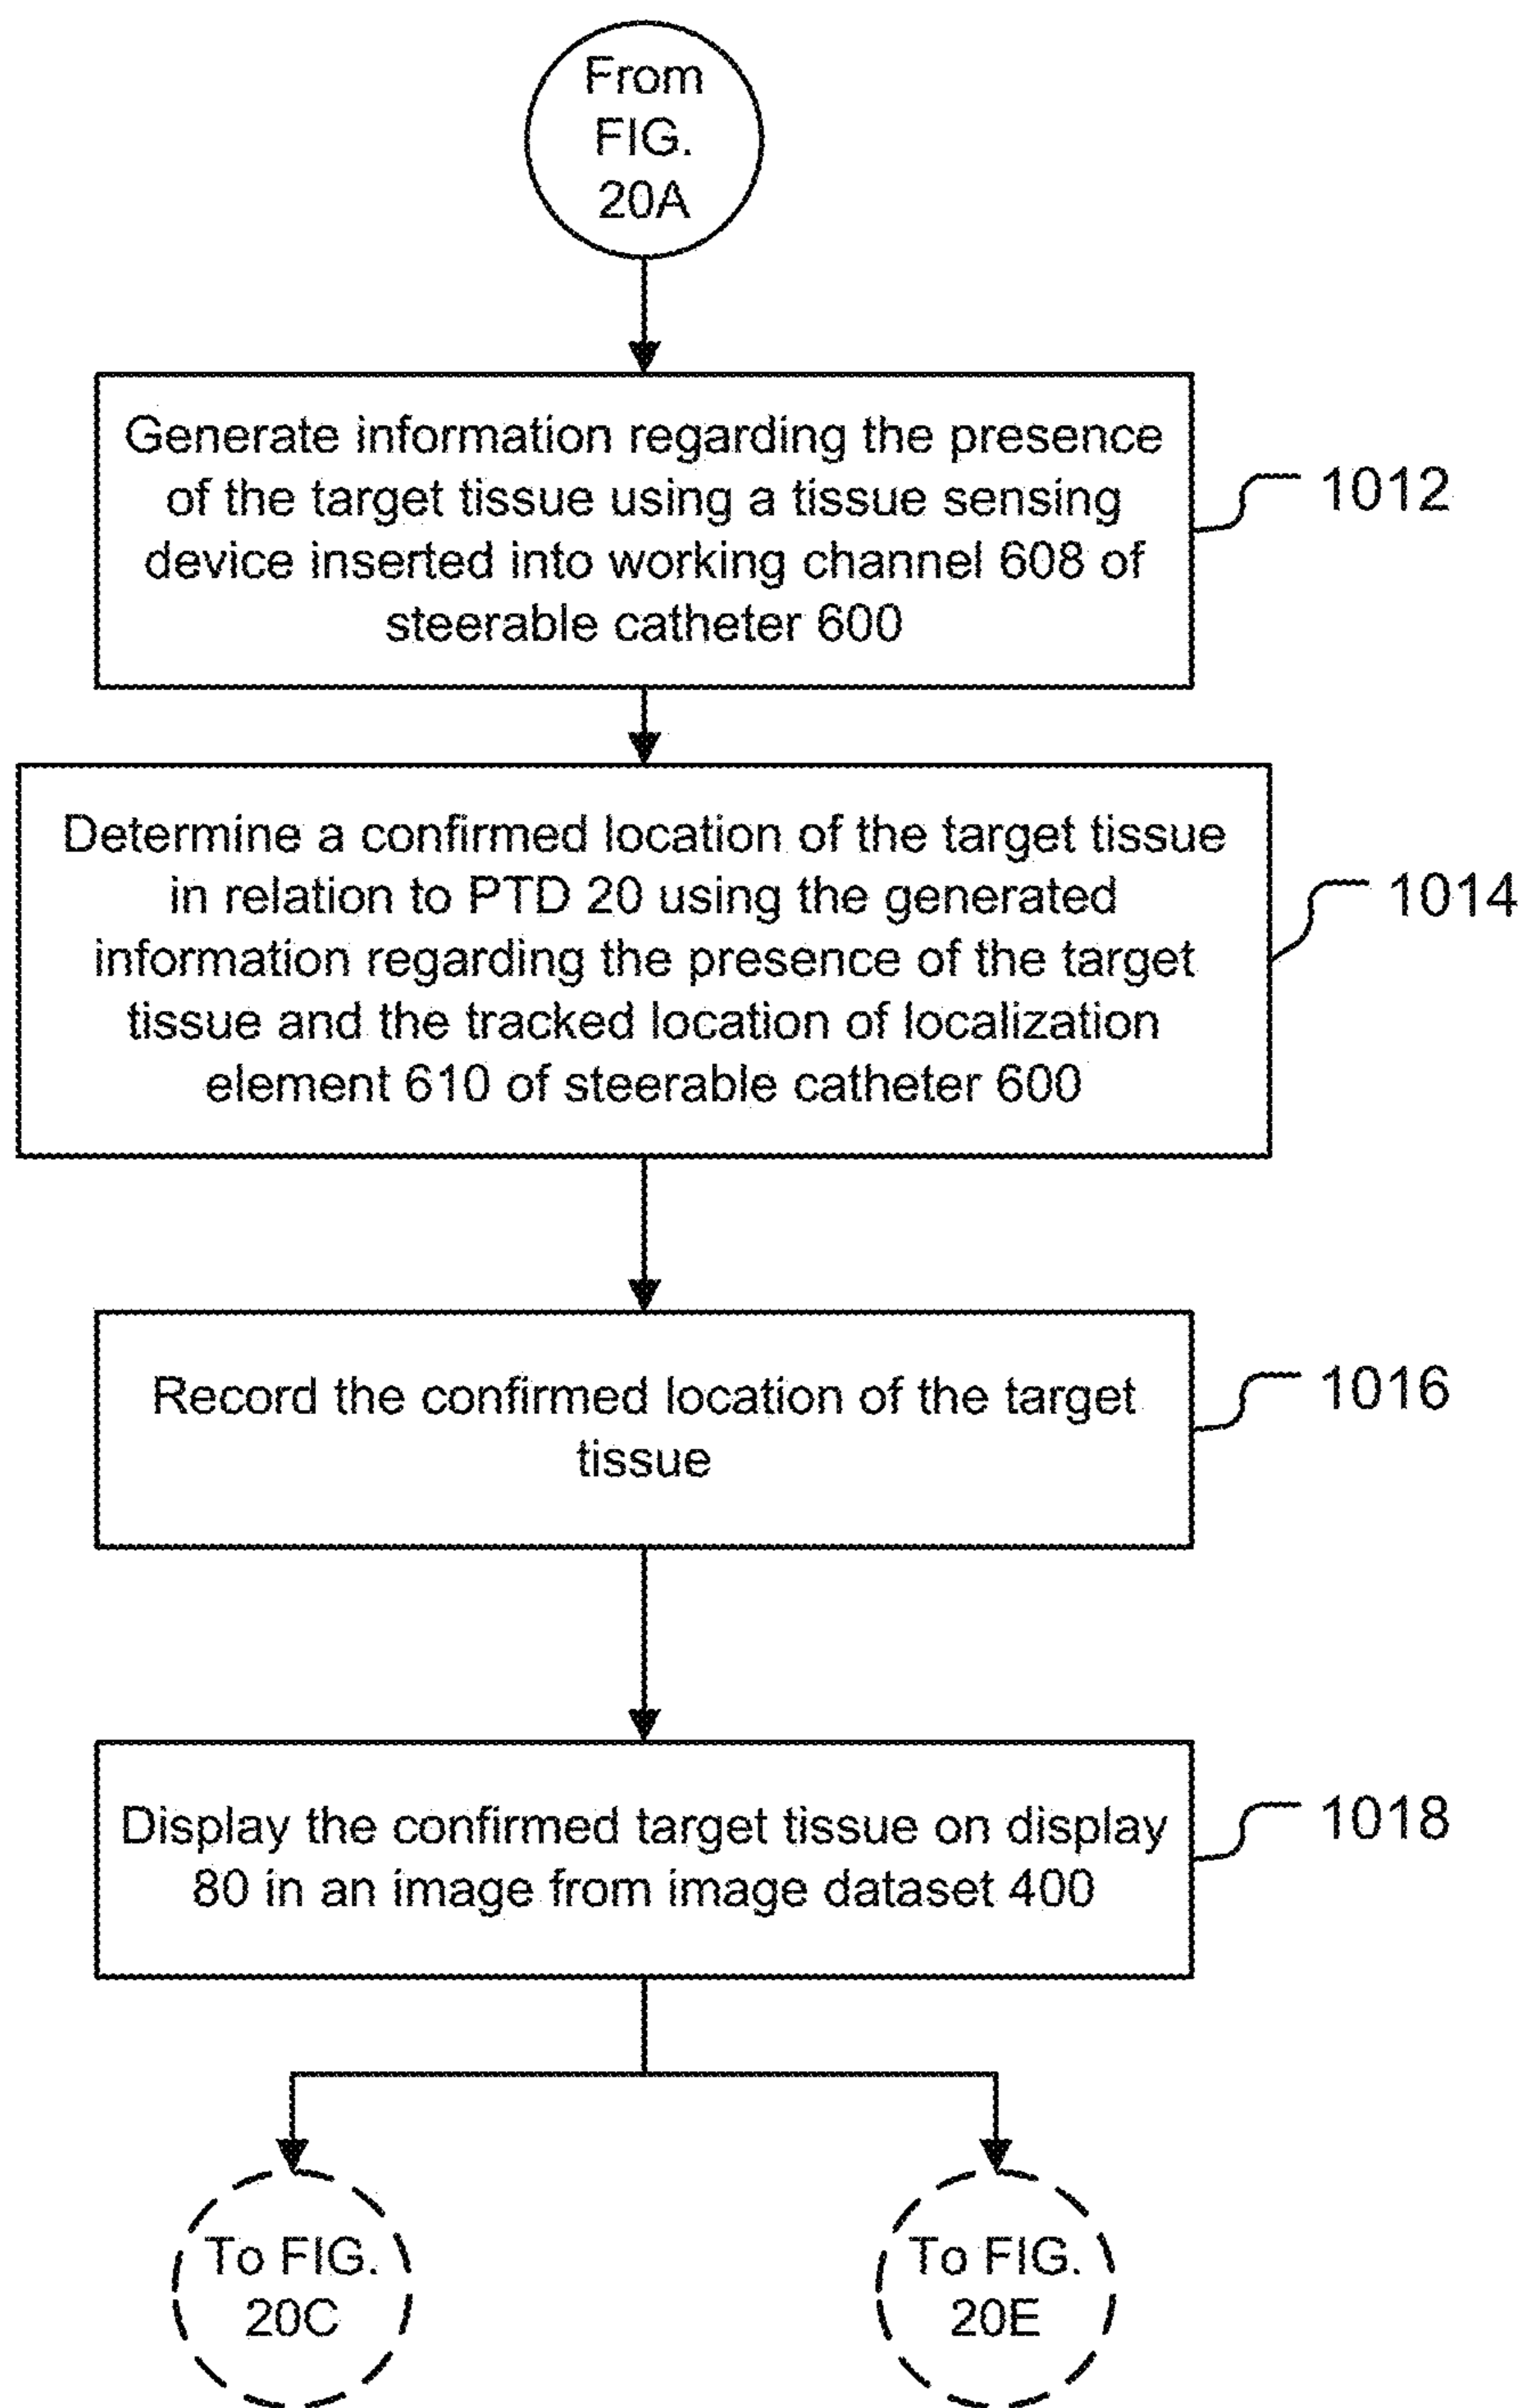 From
FIG.
20A
Generate information regarding the presence
of the target tissue using a tissue sensing
device inserted into working channel 608 of
steerable catheter 600
1012
Determine a confirmed location of the target tissue
in relation to PTD 20 using the generated
information regarding the presence of the target
tissue and the tracked location of localization
element 610 of steerable catheter 600
1014
Record the confirmed location of the target
tissue
1016
Display the confirmed target tissue on display
80 in an image from image dataset 400
1018
To FIG.
20C
To FIG.
20E